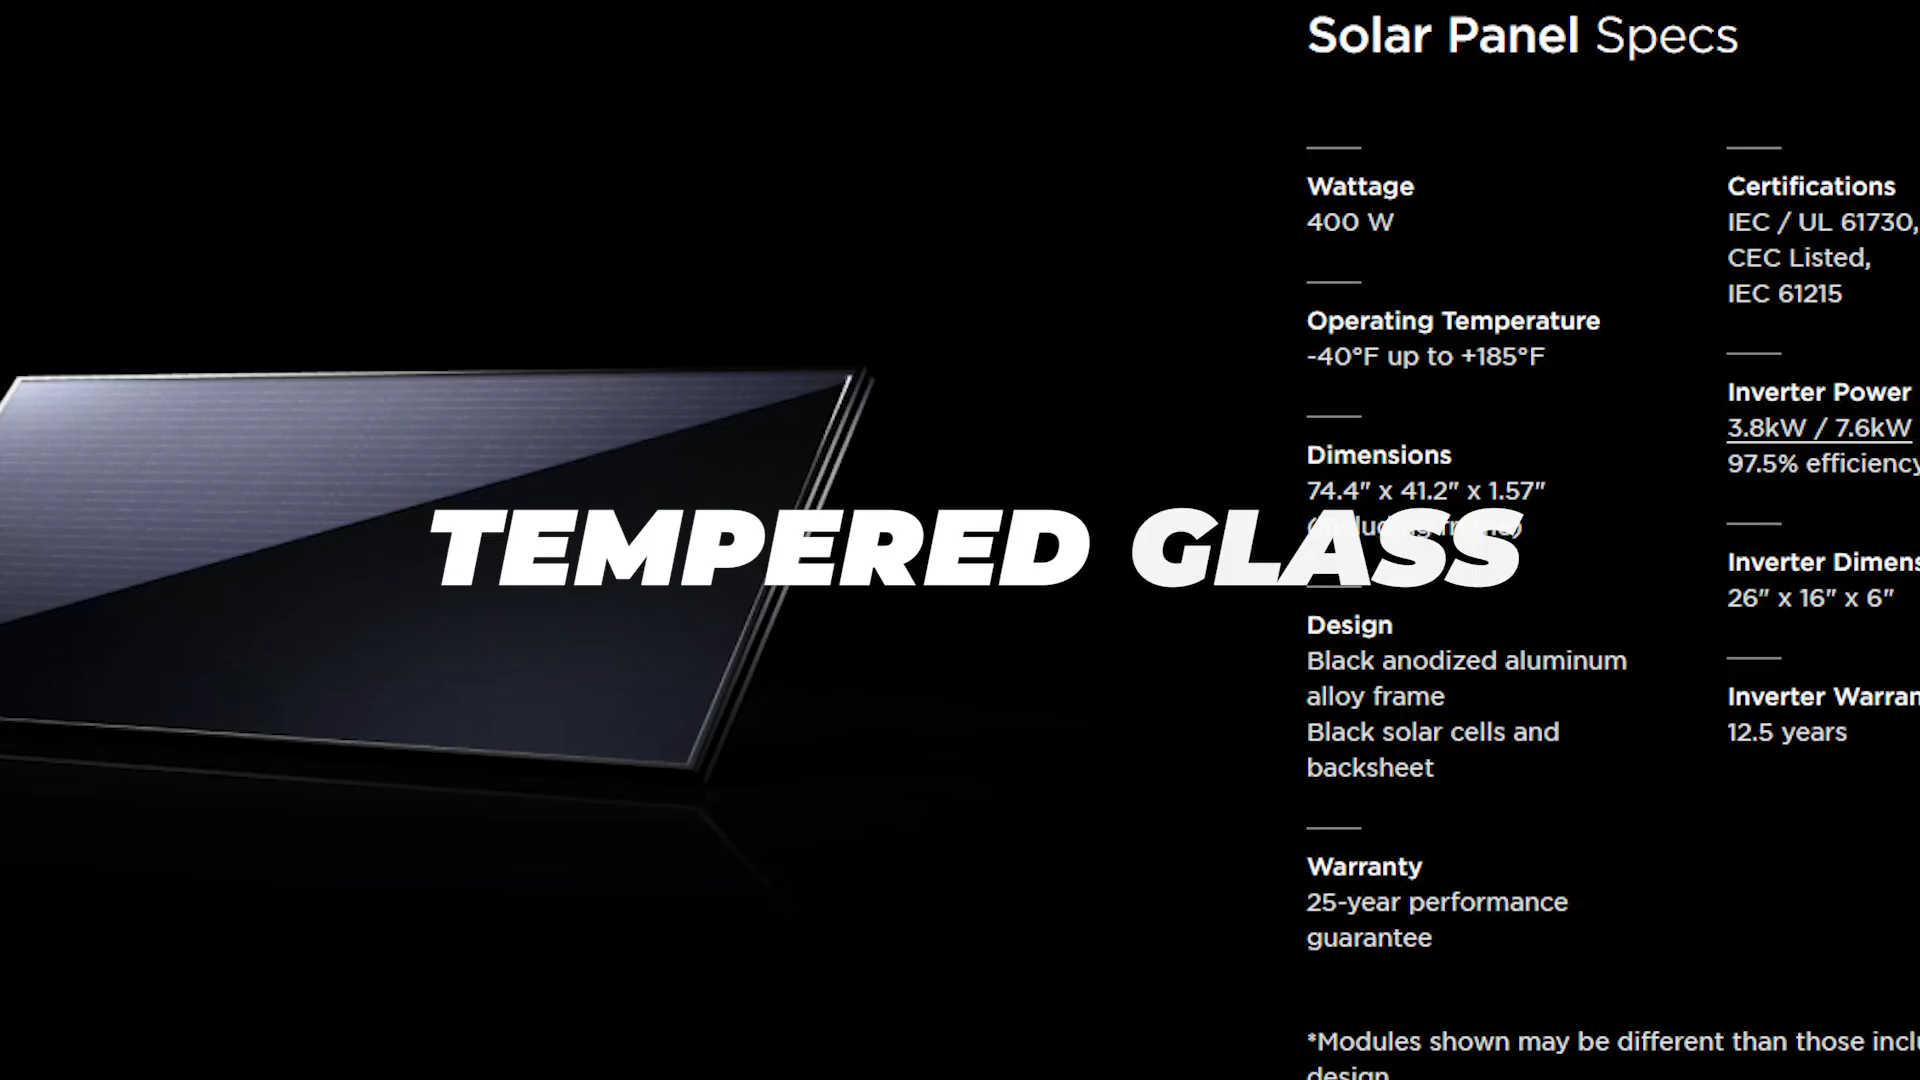 Solar Panel Specs
Wattage
400 W
Operating Temperature
-40°F up to +185°F
Dimensions
74.4" x 41.2" x 1.57"
TEMPERED GLASS
Design
Black anodized aluminum
alloy frame
Black solar cells and
backsheet
Warranty
25-year performance
guarantee
Certifications
IEC / UL 61730,
CEC Listed,
IEC 61215
Inverter Power
3.8kW / 7.6kW
97.5% efficiency
Inverter Dimens
26" x 16" x 6"
Inverter Warran
12.5 years
*Modules shown may be different than those inclu
design